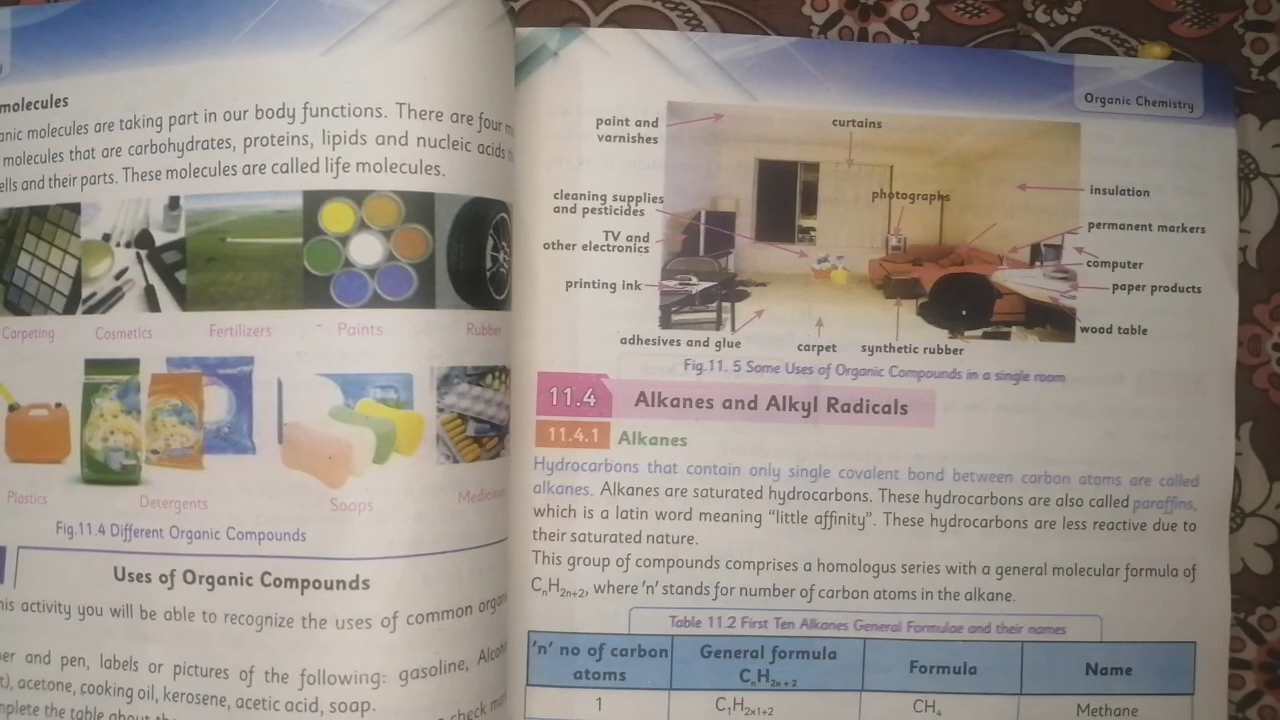 molecules
anic molecules are taking part in our body functions. There are four
molecules that are carbohydrates, proteins, lipids and nucleic acids
ells and their parts. These molecules are called life molecules.
Carpeting Cosmetics Fertilizers Paints Rubber
Plastics Detergents Soaps Medicine
Fig.11.4 Different Organic Compounds
Uses of Organic Compounds
his activity you will be able to recognize the uses of common
er and pen, labels or pictures of the following: gasoline,
t), acetone, cooking oil, kerosene, acetic acid, soap.
mplete the table about
check
Organic Chemistry
paint and
varnishes
curtains
cleaning supplies
and pesticides
photographs
insulation
TV and
other electronics
permanent markers
computer
printing ink
paper products
wood table
adhesives and glue
carpet
synthetic rubber
Fig.11. 5 Some Uses of Organic Compounds in a single room
11.4 Alkanes and Alkyl Radicals
11.4.1 Alkanes
Hydrocarbons that contain only single covalent bond between carbon atoms are called
alkanes. Alkanes are saturated hydrocarbons. These hydrocarbons are also called paraffins,
which is a latin word meaning “little affinity”. These hydrocarbons are less reactive due to
their saturated nature.
This group of compounds comprises a homologus series with a general molecular formula of
CₙH₂ₙ₊₂, where ‘n’ stands for number of carbon atoms in the alkane.
Table 11.2 First Ten Alkanes General Formulae and their names
‘n’ no of carbon atoms General formula CₙH₂ₙ₊₂ Formula Name
1 C₁H₂ₓ₁₊₂ CH₄ Methane